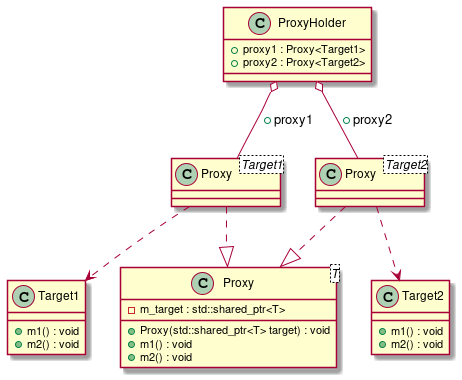 C ProxyHolder
proxy1 : Proxy<Target1>
proxy2 : Proxy<Target2>
proxy1
proxy2
C Proxy Target1
C Proxy Target2
C Target1
m1() : void
m2() : void
C Proxy T
m_target : std::shared_ptr<T>
Proxy(std::shared_ptr<T> target) : void
m1() : void
m2() : void
C Target2
m1() : void
m2() : void